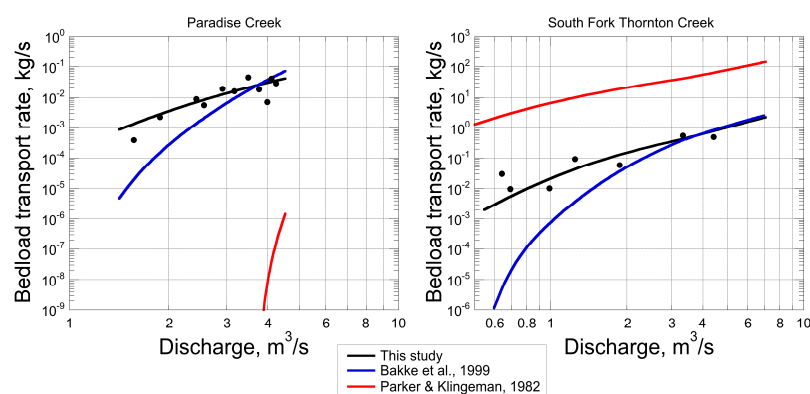 Paradise Creek
South Fork Thornton Creek
Bedload transport rate, kg/s
10^0
10^-1
10^-2
10^-3
10^-4
10^-5
10^-6
10^-7
10^-8
10^-9
1 2 3 4 6 10
Discharge, m^3/s
Bedload transport rate, kg/s
10^3
10^2
10^1
10^0
10^-1
10^-2
10^-3
10^-4
10^-5
10^-6
0.6 0.8 1 2 4 6 8 10
Discharge, m^3/s
This study
Bakke et al., 1999
Parker & Klingeman, 1982